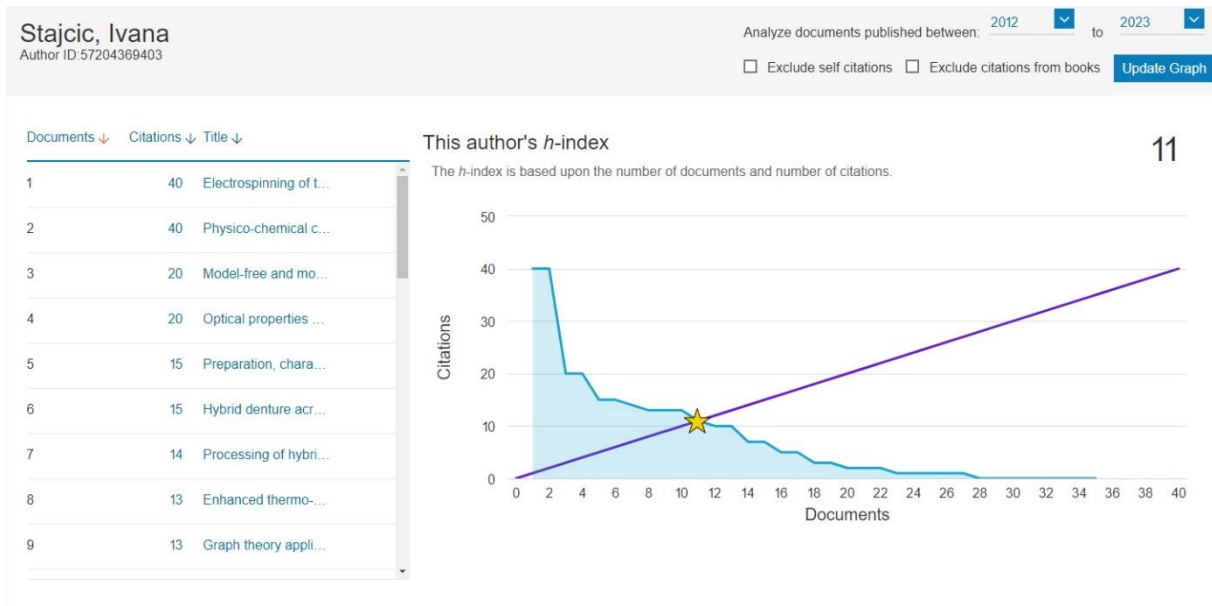 Stajcic, Ivana
Author ID:57204369403
Analyze documents published between: 2012 to 2023
Exclude self citations Exclude citations from books Update Graph
Documents Citations Title
1 40 Electrospinning of t...
2 40 Physico-chemical c...
3 20 Model-free and mo...
4 20 Optical properties ...
5 15 Preparation, chara...
6 15 Hybrid denture acr...
7 14 Processing of hybri...
8 13 Enhanced thermo-...
9 13 Graph theory appli...
This author's h-index
11
The h-index is based upon the number of documents and number of citations.
50
40
30
20
10
0
Citations
0 2 4 6 8 10 12 14 16 18 20 22 24 26 28 30 32 34 36 38 40
Documents